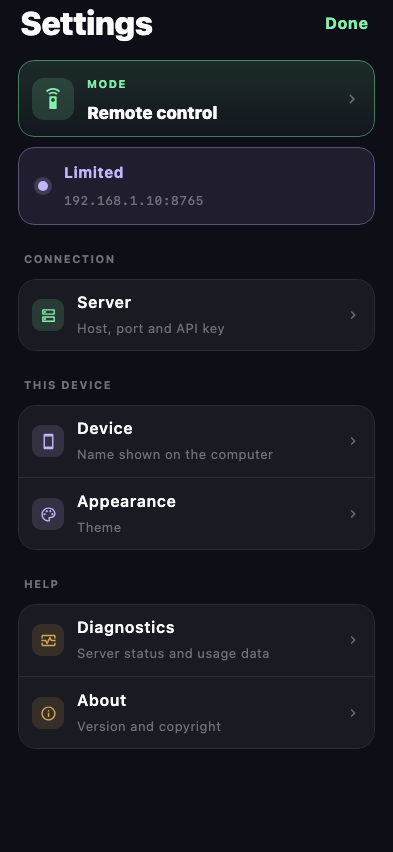 Settings
Done
MODE
Remote control
Limited
192.168.1.10:8765
CONNECTION
Server
Host, port and API key
THIS DEVICE
Device
Name shown on the computer
Appearance
Theme
HELP
Diagnostics
Server status and usage data
About
Version and copyright